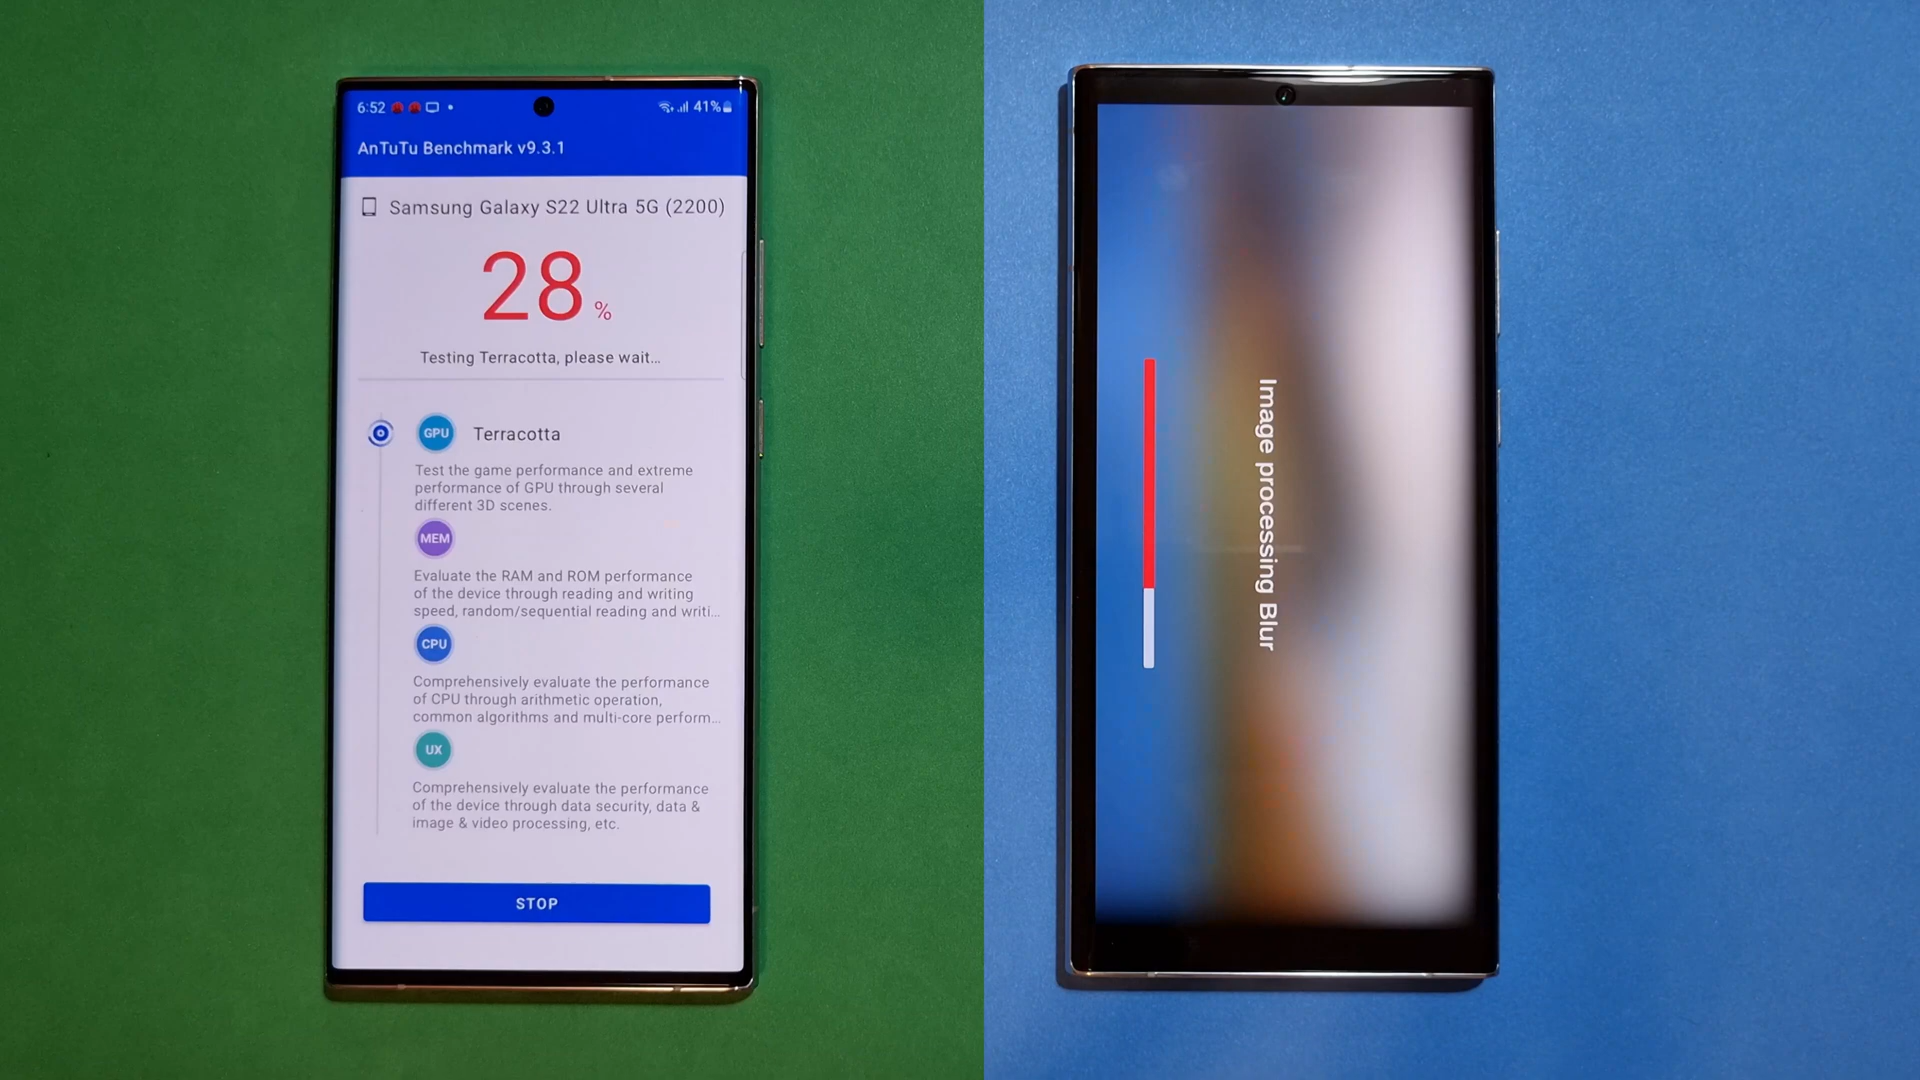 6:52 41%
AnTuTu Benchmark v9.3.1
Samsung Galaxy S22 Ultra 5G (2200)
28 %
Testing Terracotta, please wait...
GPU Terracotta
Test the game performance and extreme
performance of GPU through several
different 3D scenes.
MEM
Evaluate the RAM and ROM performance
of the device through reading and writing
speed, random/sequential reading and writi...
CPU
Comprehensively evaluate the performance
of CPU through arithmetic operation,
common algorithms and multi-core perform...
UX
Comprehensively evaluate the performance
of the device through data security, data &
image & video processing, etc.
STOP
Image processing Blur